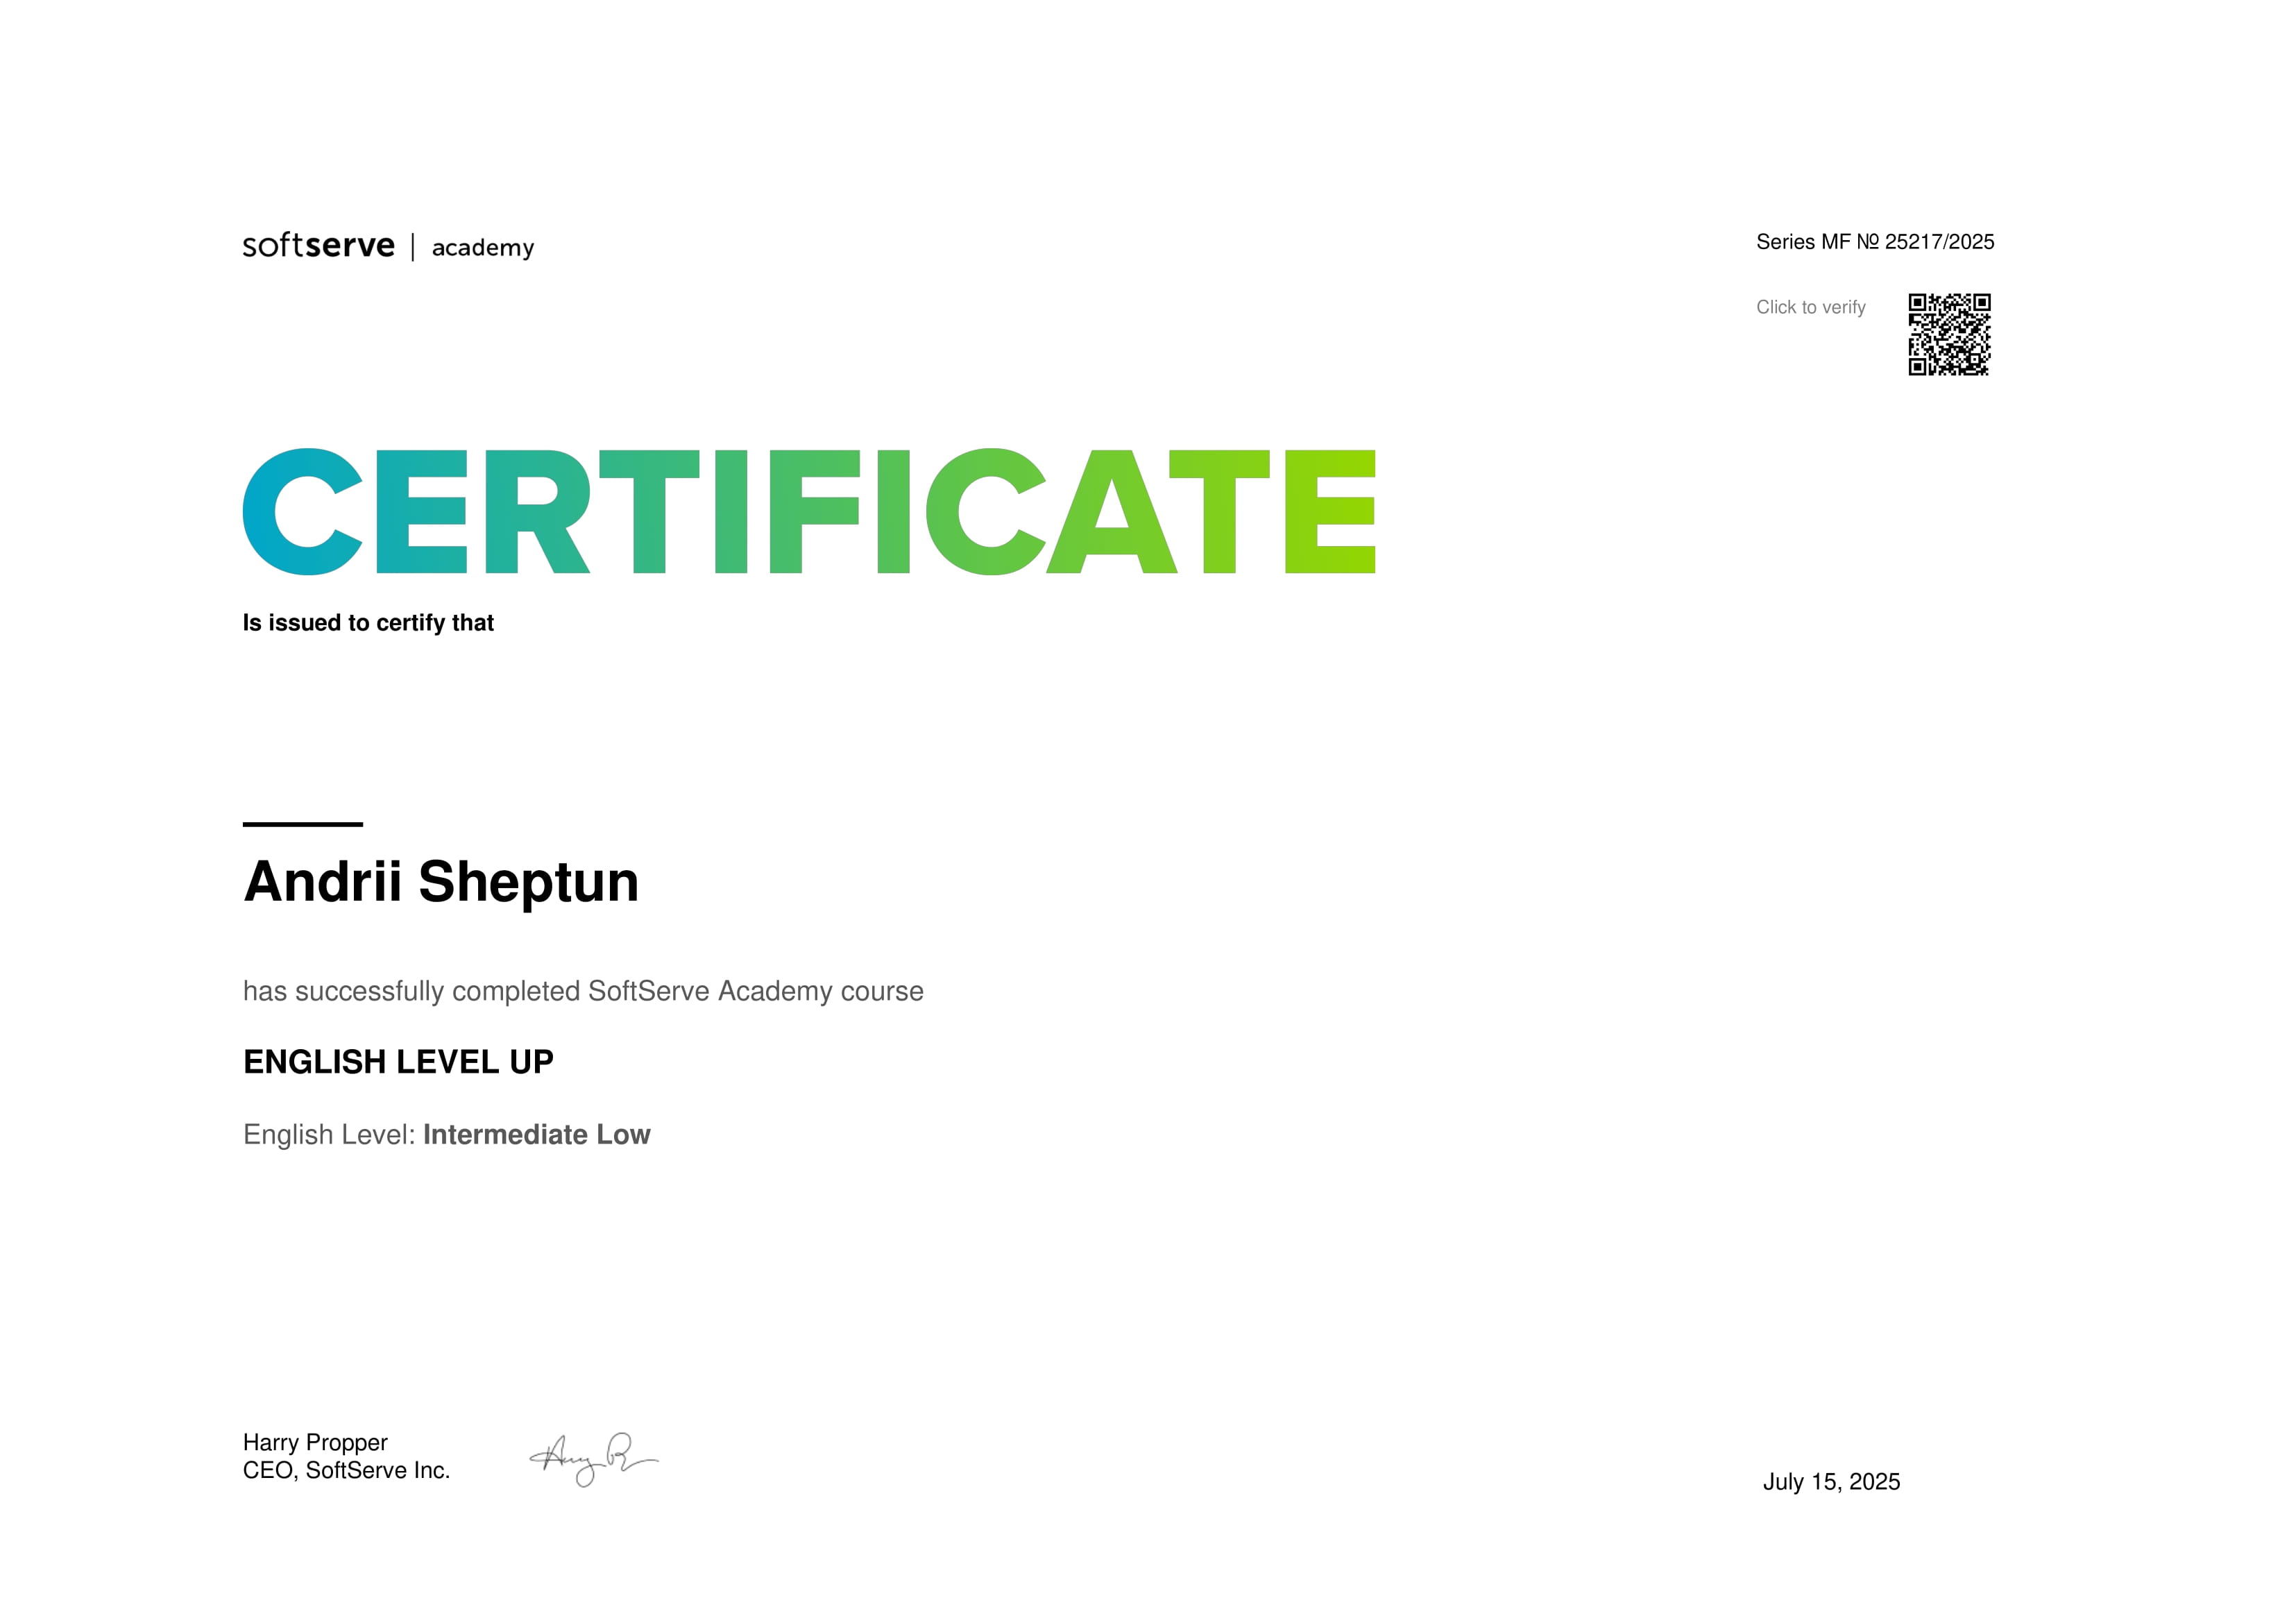 softserve | academy
Series MF № 25217/2025
Click to verify
CERTIFICATE
Is issued to certify that
Andrii Sheptun
has successfully completed SoftServe Academy course
ENGLISH LEVEL UP
English Level: Intermediate Low
Harry Propper
CEO, SoftServe Inc.
July 15, 2025